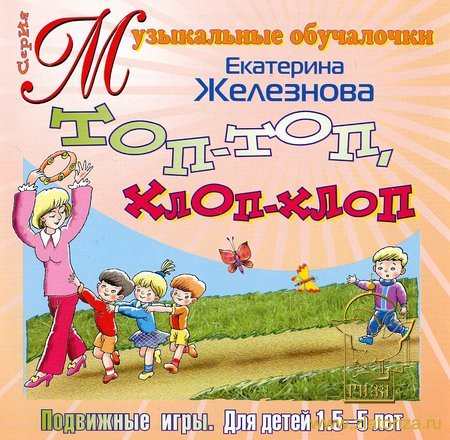 Серия
Музыкальные обучалочки
Екатерина
Железнова
Топ-топ,
хлоп-хлоп
Подвижные игры. Для детей 1.5-5 лет